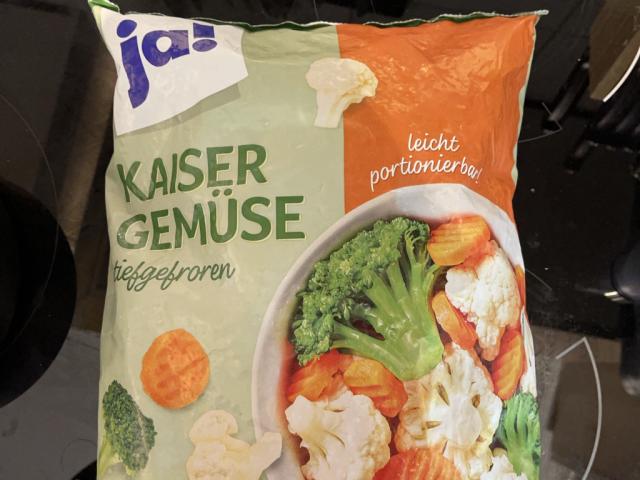 ja!
leicht
portionierbar!
KAISER
GEMÜSE
tiefgefroren